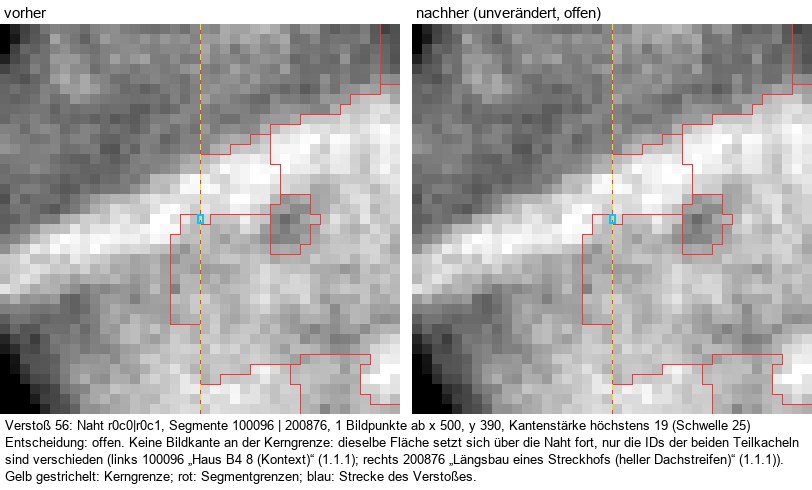 vorher
nachher (unverändert, offen)
Verstoß 56: Naht r0c0|r0c1, Segmente 100096 | 200876, 1 Bildpunkte ab x 500, y 390, Kantenstärke höchstens 19 (Schwelle 25)
Entscheidung: offen. Keine Bildkante an der Kerngrenze: dieselbe Fläche setzt sich über die Naht fort, nur die IDs der beiden Teilkacheln
sind verschieden (links 100096 „Haus B4 8 (Kontext)“ (1.1.1); rechts 200876 „Längsbau eines Streckhofs (heller Dachstreifen)“ (1.1.1)).
Gelb gestrichelt: Kerngrenze; rot: Segmentgrenzen; blau: Strecke des Verstoßes.